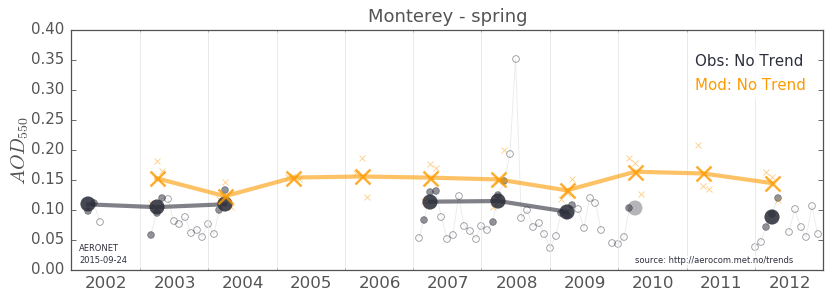 Monterey - spring
0.40
0.35
0.30
0.25
0.20
0.15
0.10
0.05
0.00
AOD550
Obs: No Trend
Mod: No Trend
AERONET
2015-09-24
source: http://aerocom.met.no/trends
2002 2003 2004 2005 2006 2007 2008 2009 2010 2011 2012